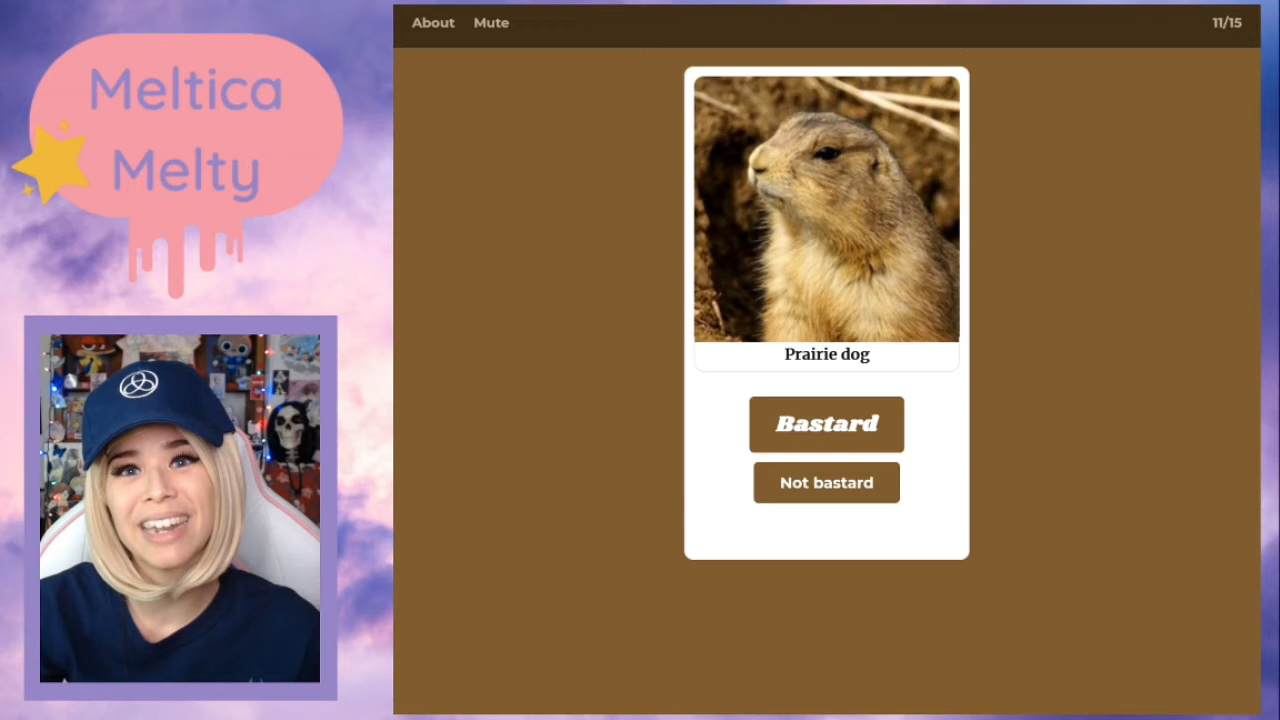 Meltica
Melty
About Mute 11/15
Prairie dog
Bastard
Not bastard